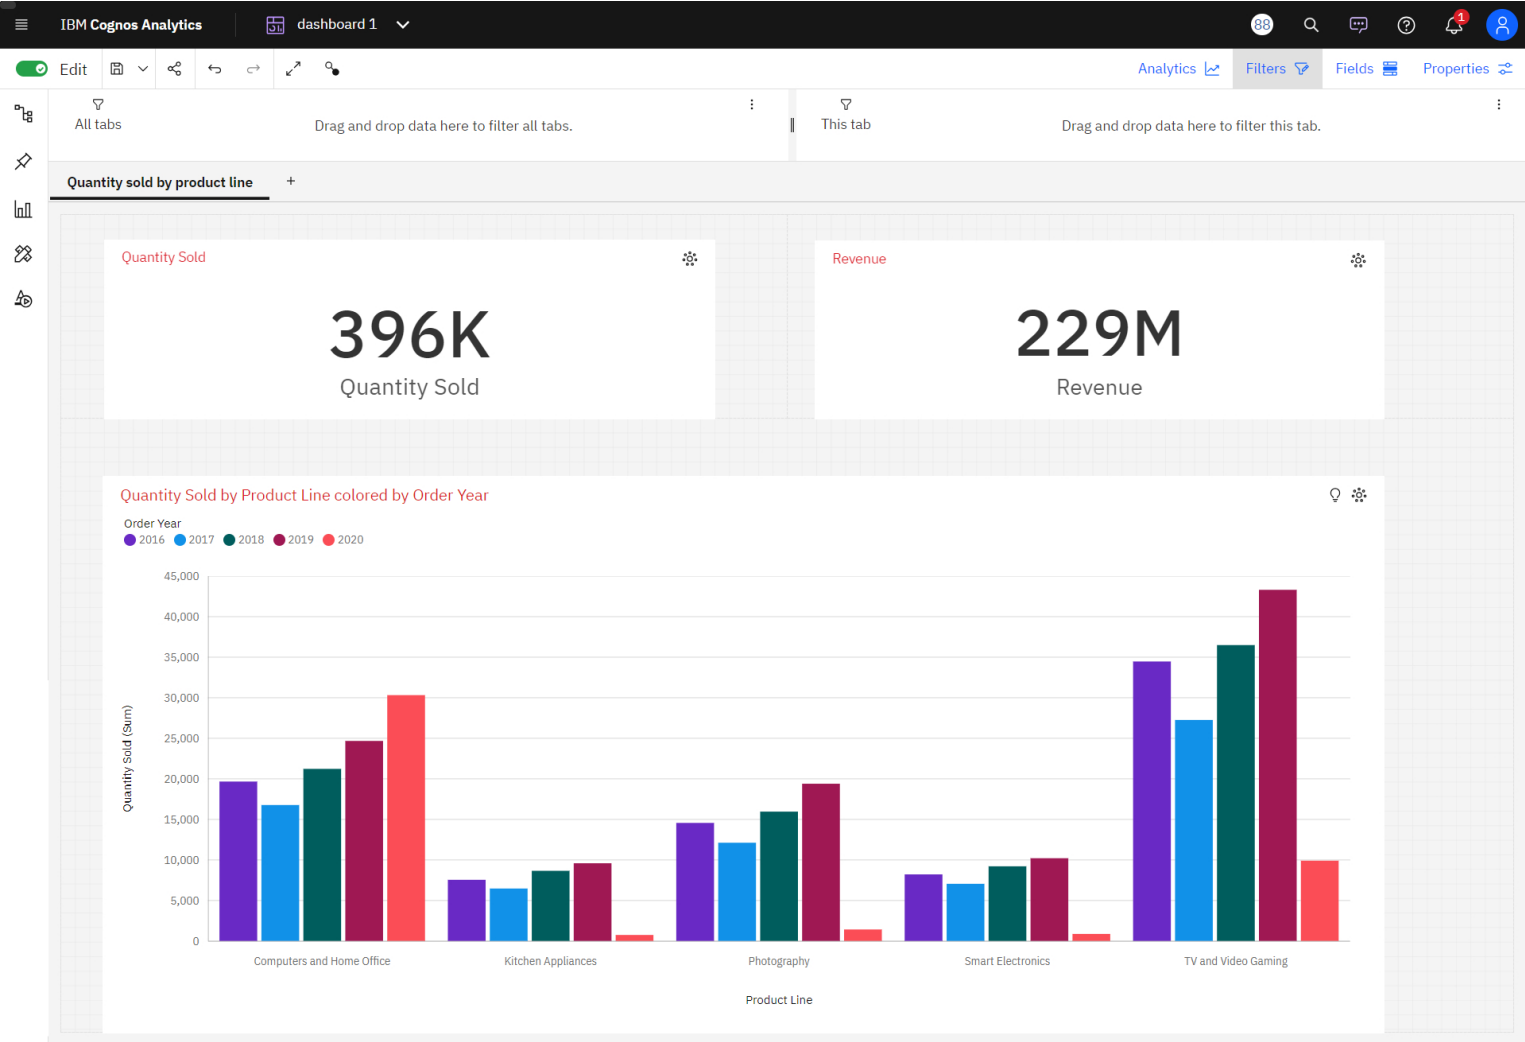 IBM Cognos Analytics
dashboard 1
88
1
Edit
Analytics
Filters
Fields
Properties
All tabs
Drag and drop data here to filter all tabs.
This tab
Drag and drop data here to filter this tab.
Quantity sold by product line
+
Quantity Sold
396K
Quantity Sold
Revenue
229M
Revenue
Quantity Sold by Product Line colored by Order Year
Order Year
2016 2017 2018 2019 2020
45,000
40,000
35,000
30,000
25,000
20,000
15,000
10,000
5,000
0
Quantity Sold (Sum)
Computers and Home Office
Kitchen Appliances
Photography
Smart Electronics
TV and Video Gaming
Product Line